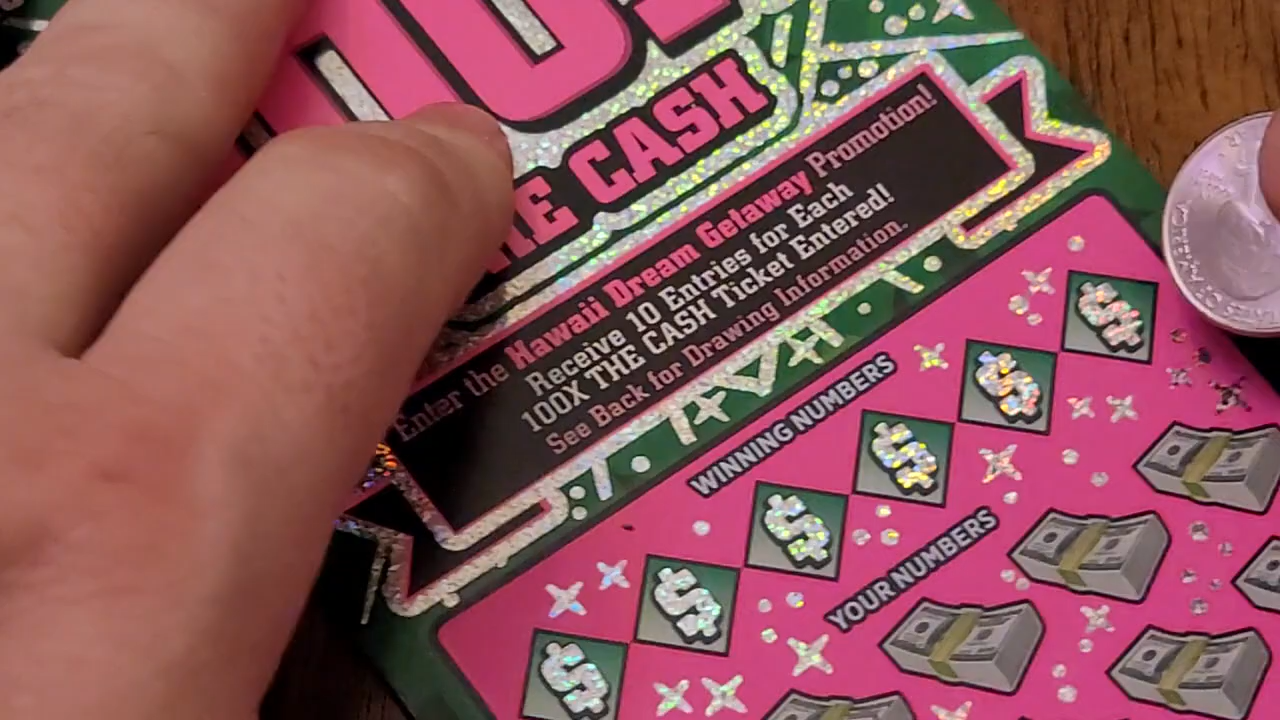 THE CASH
Enter the Hawaii Dream Getaway Promotion!
Receive 10 Entries for Each
100X THE CASH Ticket Entered!
See Back for Drawing Information.
WINNING NUMBERS
$ $ $ $ $ $
YOUR NUMBERS